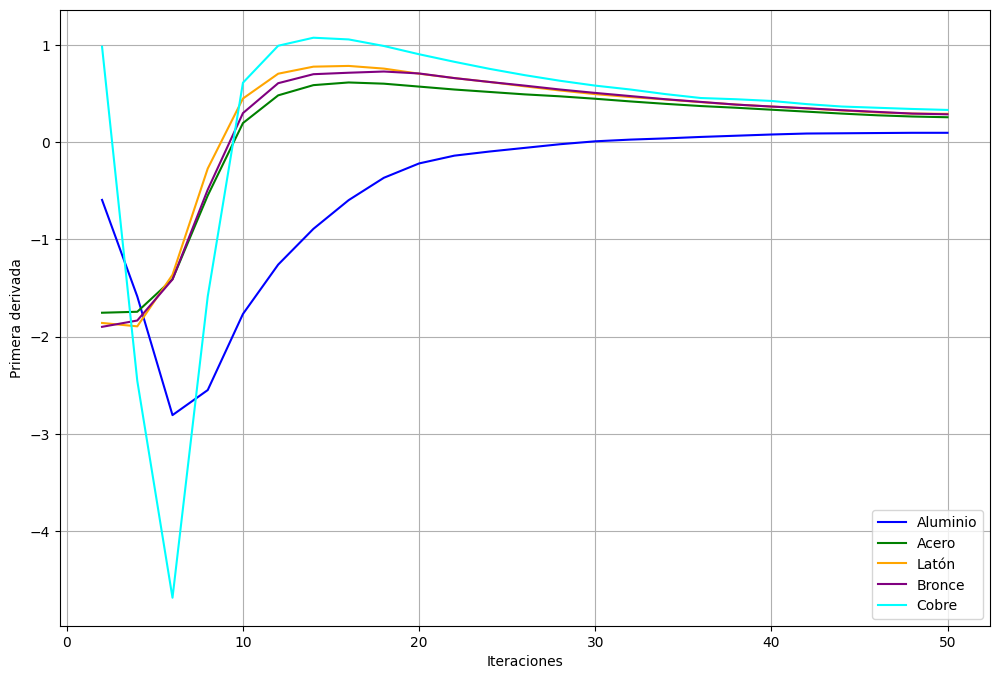 1
0
−1
−2
−3
−4
Primera derivada
0
10
20
30
40
50
Iteraciones
Aluminio
Acero
Latón
Bronce
Cobre